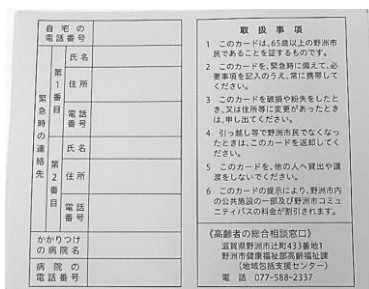 自宅の
電話番号
緊急時の連絡先
第1番目
氏名
住所
電話
番号
第2番目
氏名
住所
電話
番号
かかりつけ
の病院名
病院の
電話番号
取扱事項
1 このカードは、65歳以上の野洲市
民であることを証するものです。
2 このカードを、緊急時に備えて、必
要事項を記入のうえ、常に携帯して
ください。
3 このカードを破損や紛失をしたと
き、又は住所等に変更があったとき
は、申し出てください。
4 引っ越し等で野洲市民でなくなっ
たときは、このカードを返却してく
ださい。
5 このカードを、他の人へ貸出や譲
渡をしないでください。
6 このカードの提示により、野洲市内
の公共施設の一部及び野洲市コミュ
ニティバスの料金が割引されます。
《高齢者の総合相談窓口》
滋賀県野洲市辻町433番地1
野洲市健康福祉部高齢福祉課
(地域包括支援センター)
電話 077-588-2337